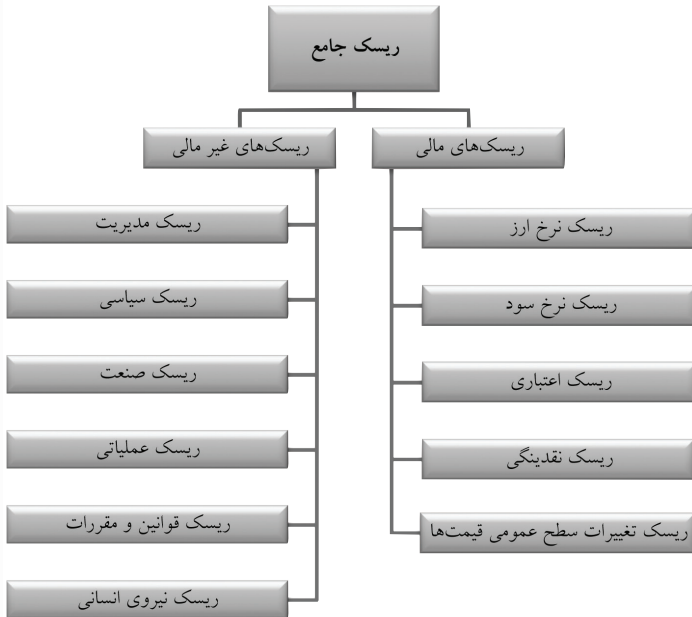 ریسک جامع
ریسک‌های مالی
ریسک نرخ ارز
ریسک نرخ سود
ریسک اعتباری
ریسک نقدینگی
ریسک تغییرات سطح عمومی قیمت‌ها
ریسک‌های غیر مالی
ریسک مدیریت
ریسک سیاسی
ریسک صنعت
ریسک عملیاتی
ریسک قوانین و مقررات
ریسک نیروی انسانی